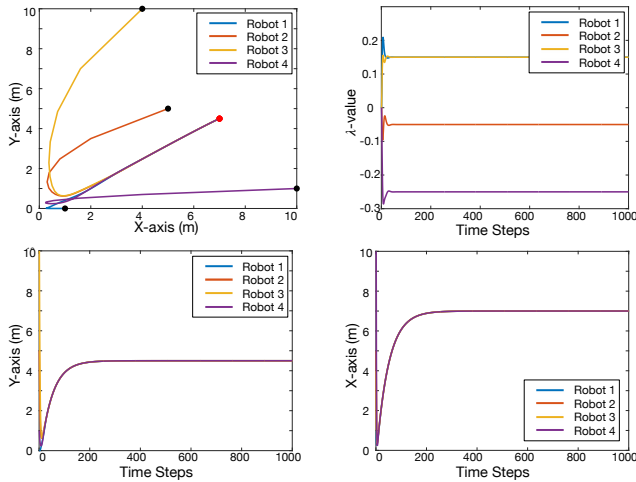 10
8
6
4
2
0
Y-axis (m)
0
2
4
6
8
10
X-axis (m)
Robot 1
Robot 2
Robot 3
Robot 4
0.2
0.1
0
-0.1
-0.2
-0.3
λ-value
0
200
400
600
800
1000
Time Steps
Robot 1
Robot 2
Robot 3
Robot 4
8
6
4
2
0
Y-axis (m)
0
200
400
600
800
1000
Time Steps
Robot 1
Robot 2
Robot 3
Robot 4
10
8
6
4
2
0
X-axis (m)
0
200
400
600
800
1000
Time Steps
Robot 1
Robot 2
Robot 3
Robot 4